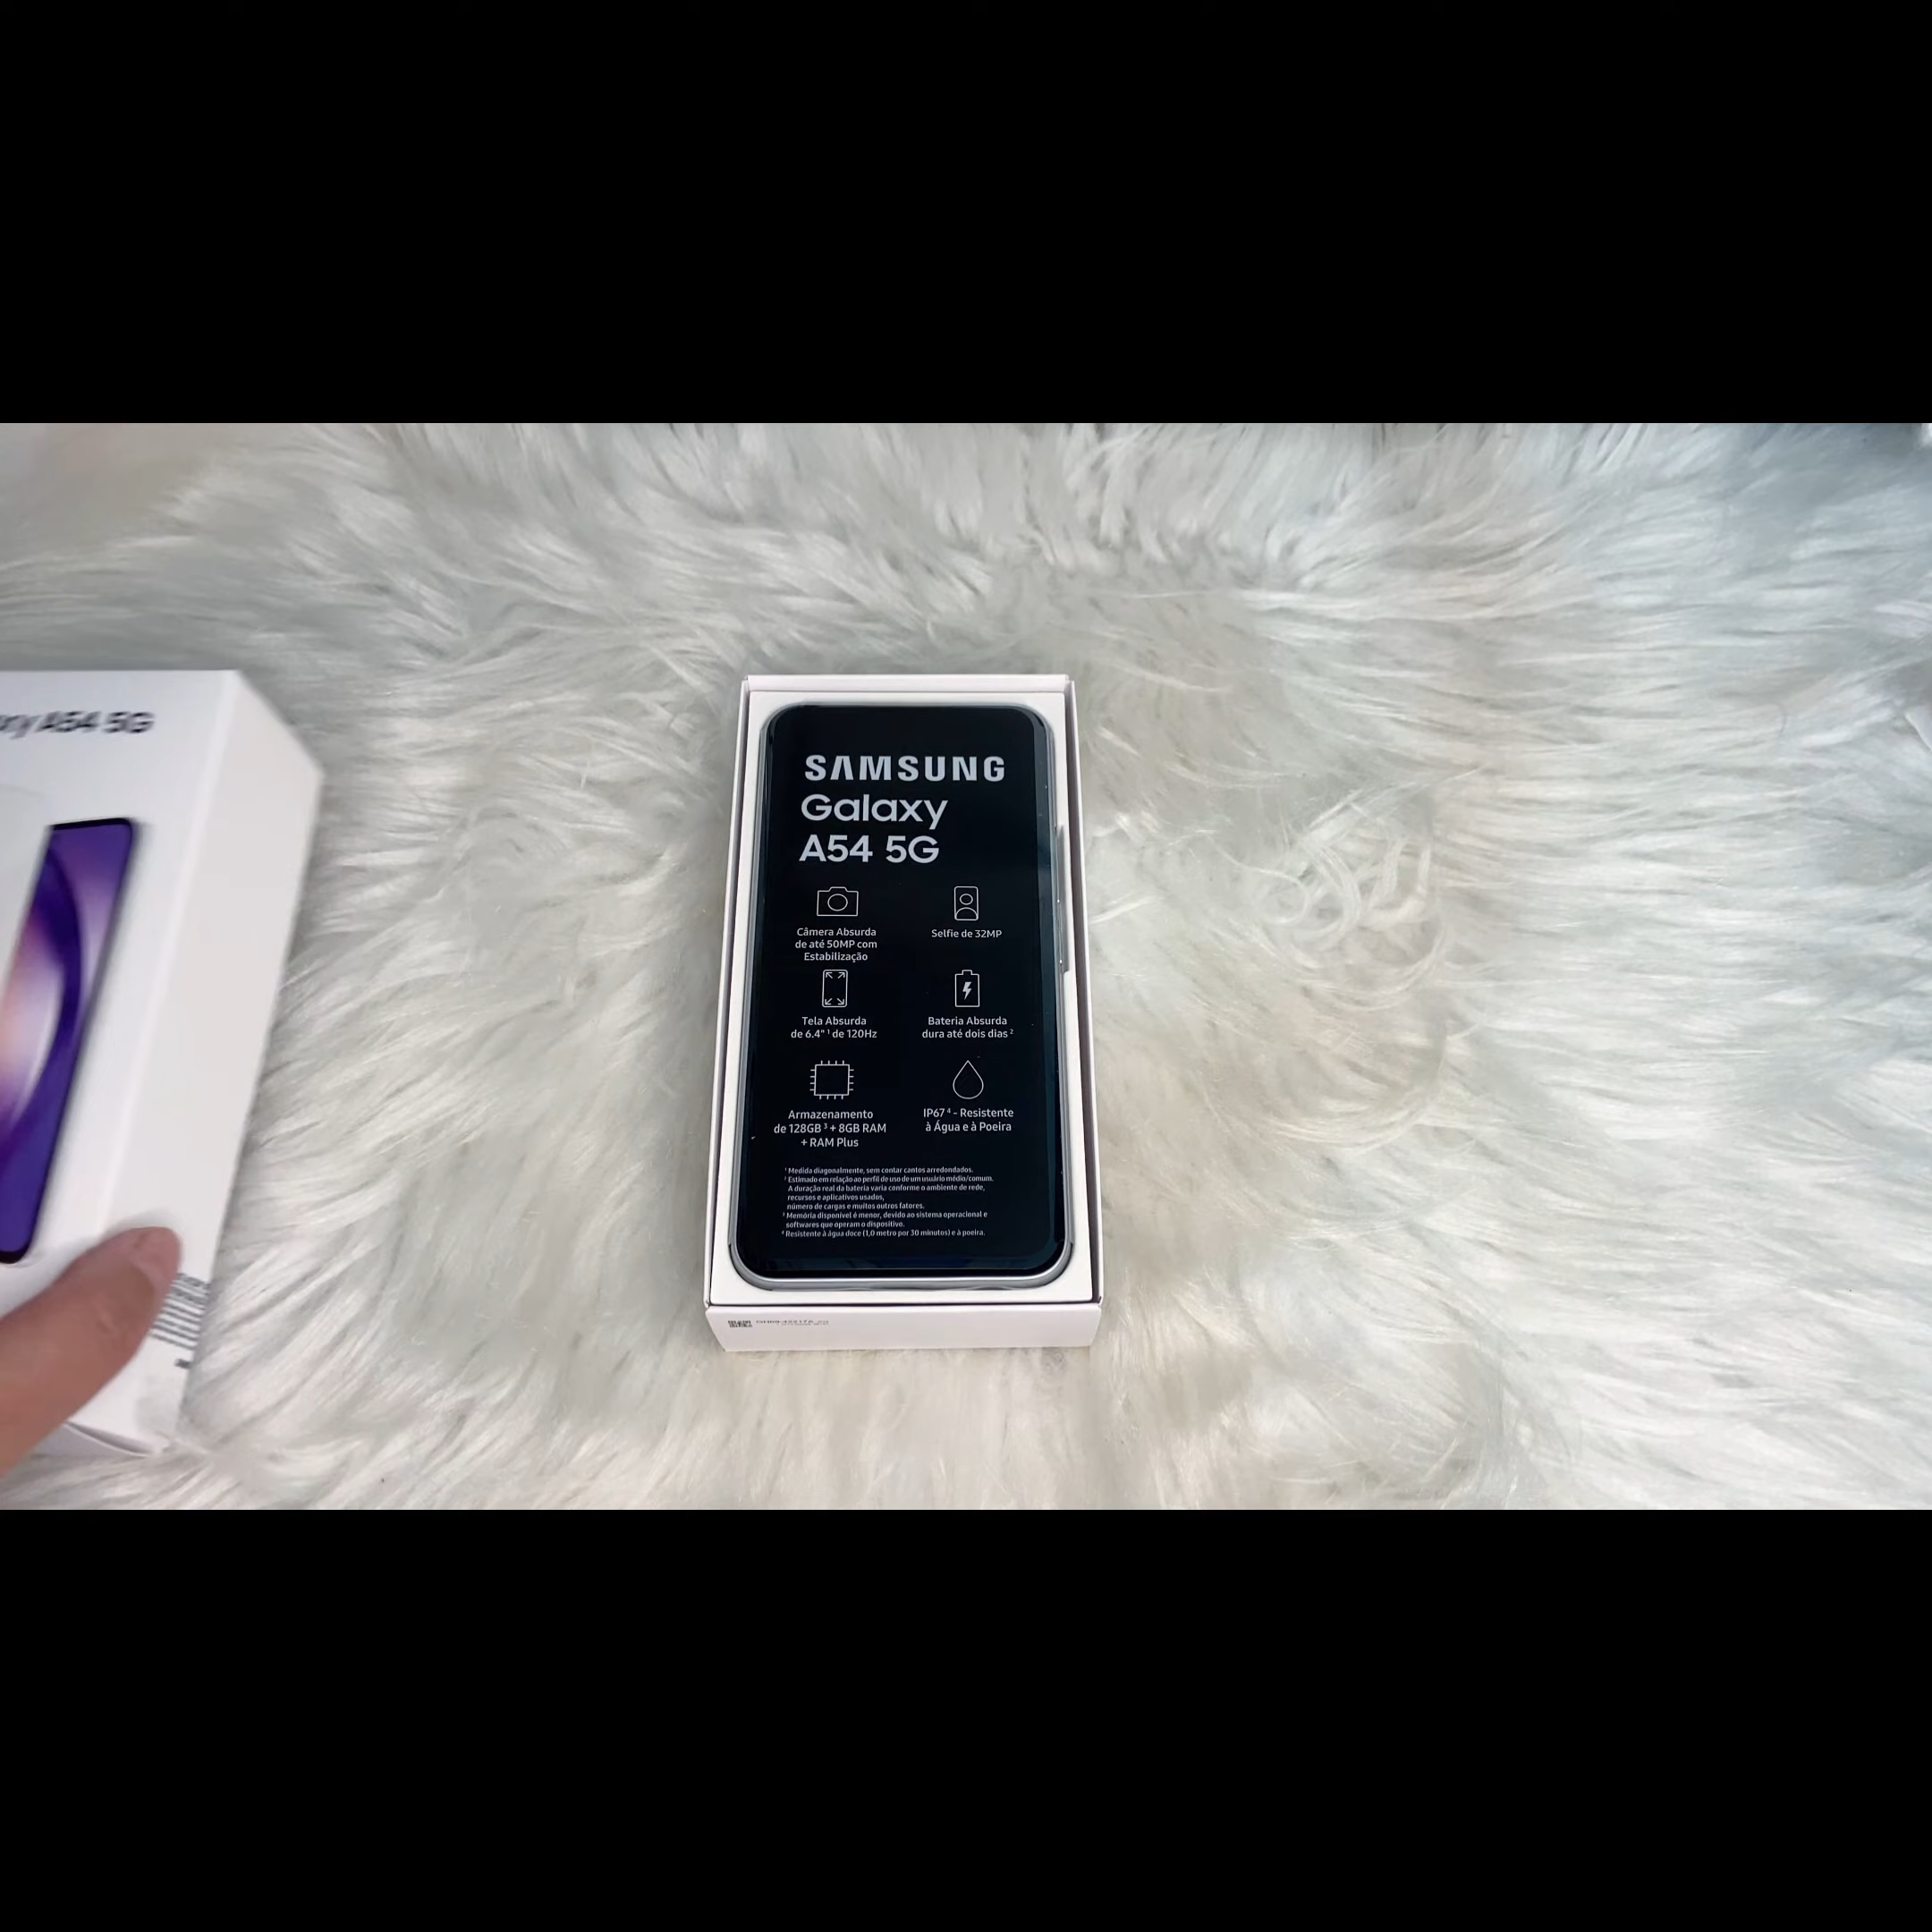 A54 5G
SAMSUNG
Galaxy
A54 5G
Câmera Absurda
de até 50MP com
Estabilização
Selfie de 32MP
Tela Absurda
de 6.4" ¹ de 120Hz
Bateria Absurda
dura até dois dias ²
Armazenamento
de 128GB ³ + 8GB RAM
+ RAM Plus
IP67 ⁴ - Resistente
à Água e à Poeira
¹ Medida diagonalmente, sem contar cantos arredondados.
² Estimado em relação ao perfil de uso de um usuário médio/comum.
A duração real da bateria varia conforme o ambiente de rede,
recursos e aplicativos usados,
número de cargas e muitos outros fatores.
³ Memória disponível é menor, devido ao sistema operacional e
softwares que operam o dispositivo.
⁴ Resistente à água doce (1,0 metro por 30 minutos) e à poeira.